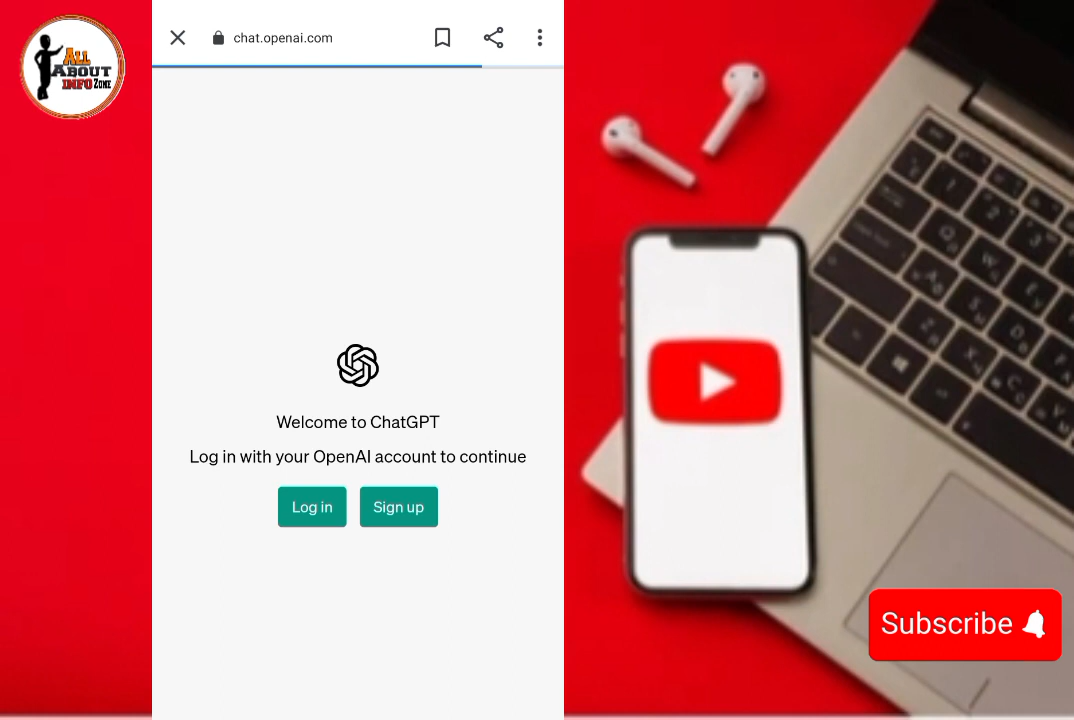 ALL
ABOUT
INFO ZONE
chat.openai.com
Welcome to ChatGPT
Log in with your OpenAI account to continue
Log in
Sign up
Subscribe